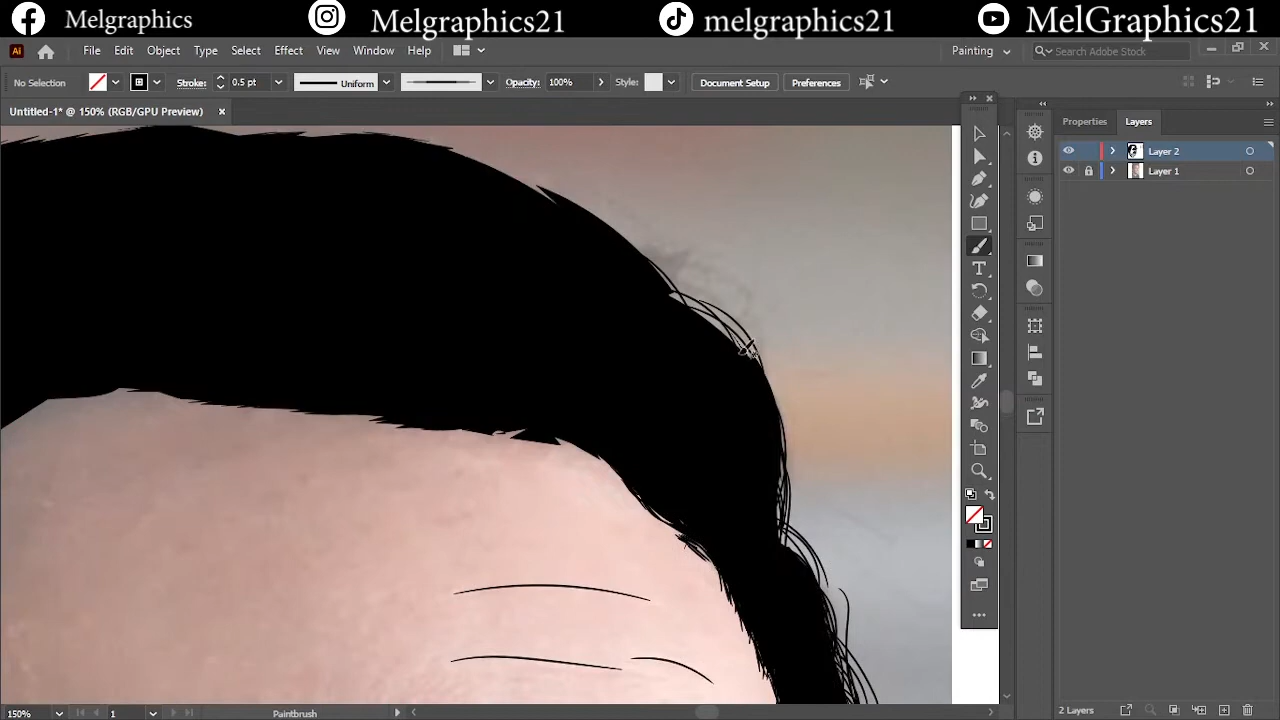 Melgraphics Melgraphics21 melgraphics21 MelGraphics21
Ai File Edit Object Type Select Effect View Window Help Painting Search Adobe Stock
No Selection Stroke: 0.5 pt Uniform Opacity: 100% Style: Document Setup Preferences
Untitled-1* @ 150% (RGB/GPU Preview) Properties Layers
Layer 2
Layer 1
150% 1 Paintbrush 2 Layers